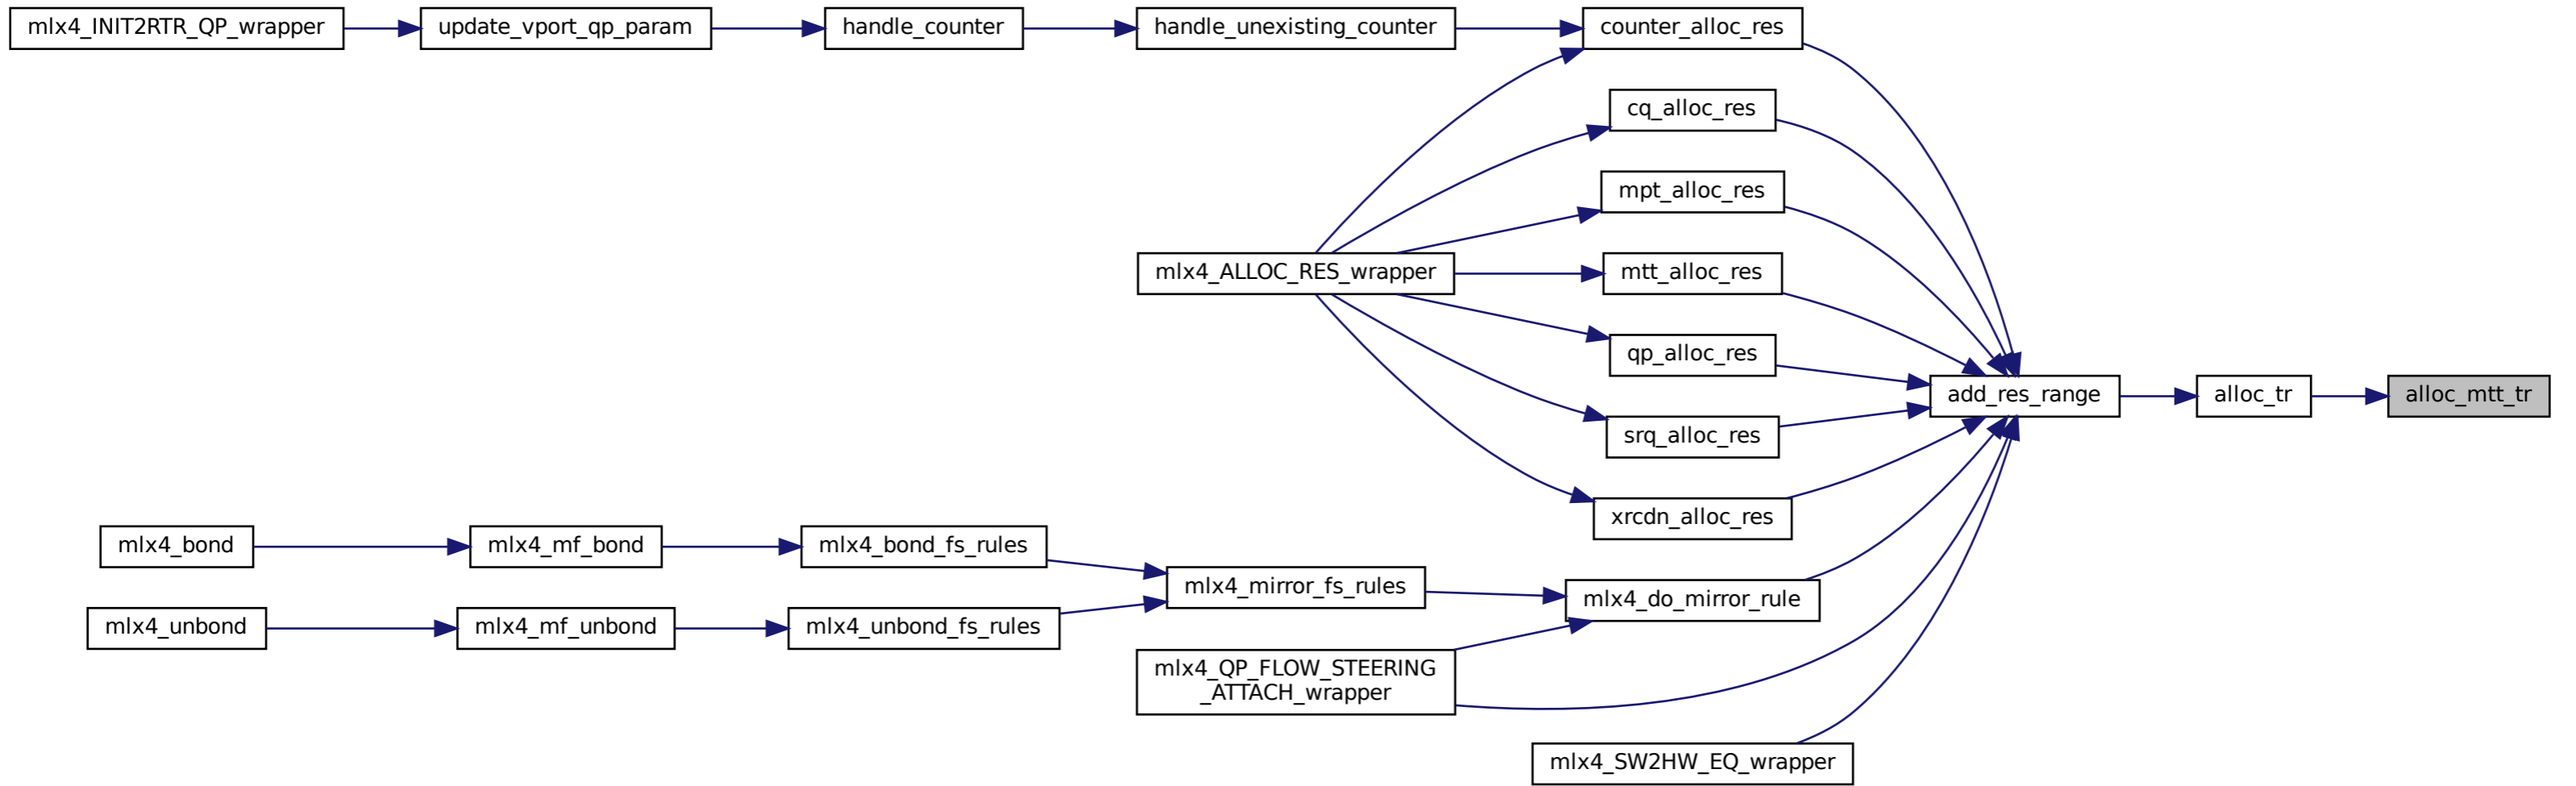 mlx4_INIT2RTR_QP_wrapper
update_vport_qp_param
handle_counter
handle_unexisting_counter
counter_alloc_res
cq_alloc_res
mpt_alloc_res
mlx4_ALLOC_RES_wrapper
mtt_alloc_res
qp_alloc_res
add_res_range
alloc_tr
alloc_mtt_tr
srq_alloc_res
xrcdn_alloc_res
mlx4_bond
mlx4_mf_bond
mlx4_bond_fs_rules
mlx4_mirror_fs_rules
mlx4_do_mirror_rule
mlx4_unbond
mlx4_mf_unbond
mlx4_unbond_fs_rules
mlx4_QP_FLOW_STEERING
_ATTACH_wrapper
mlx4_SW2HW_EQ_wrapper